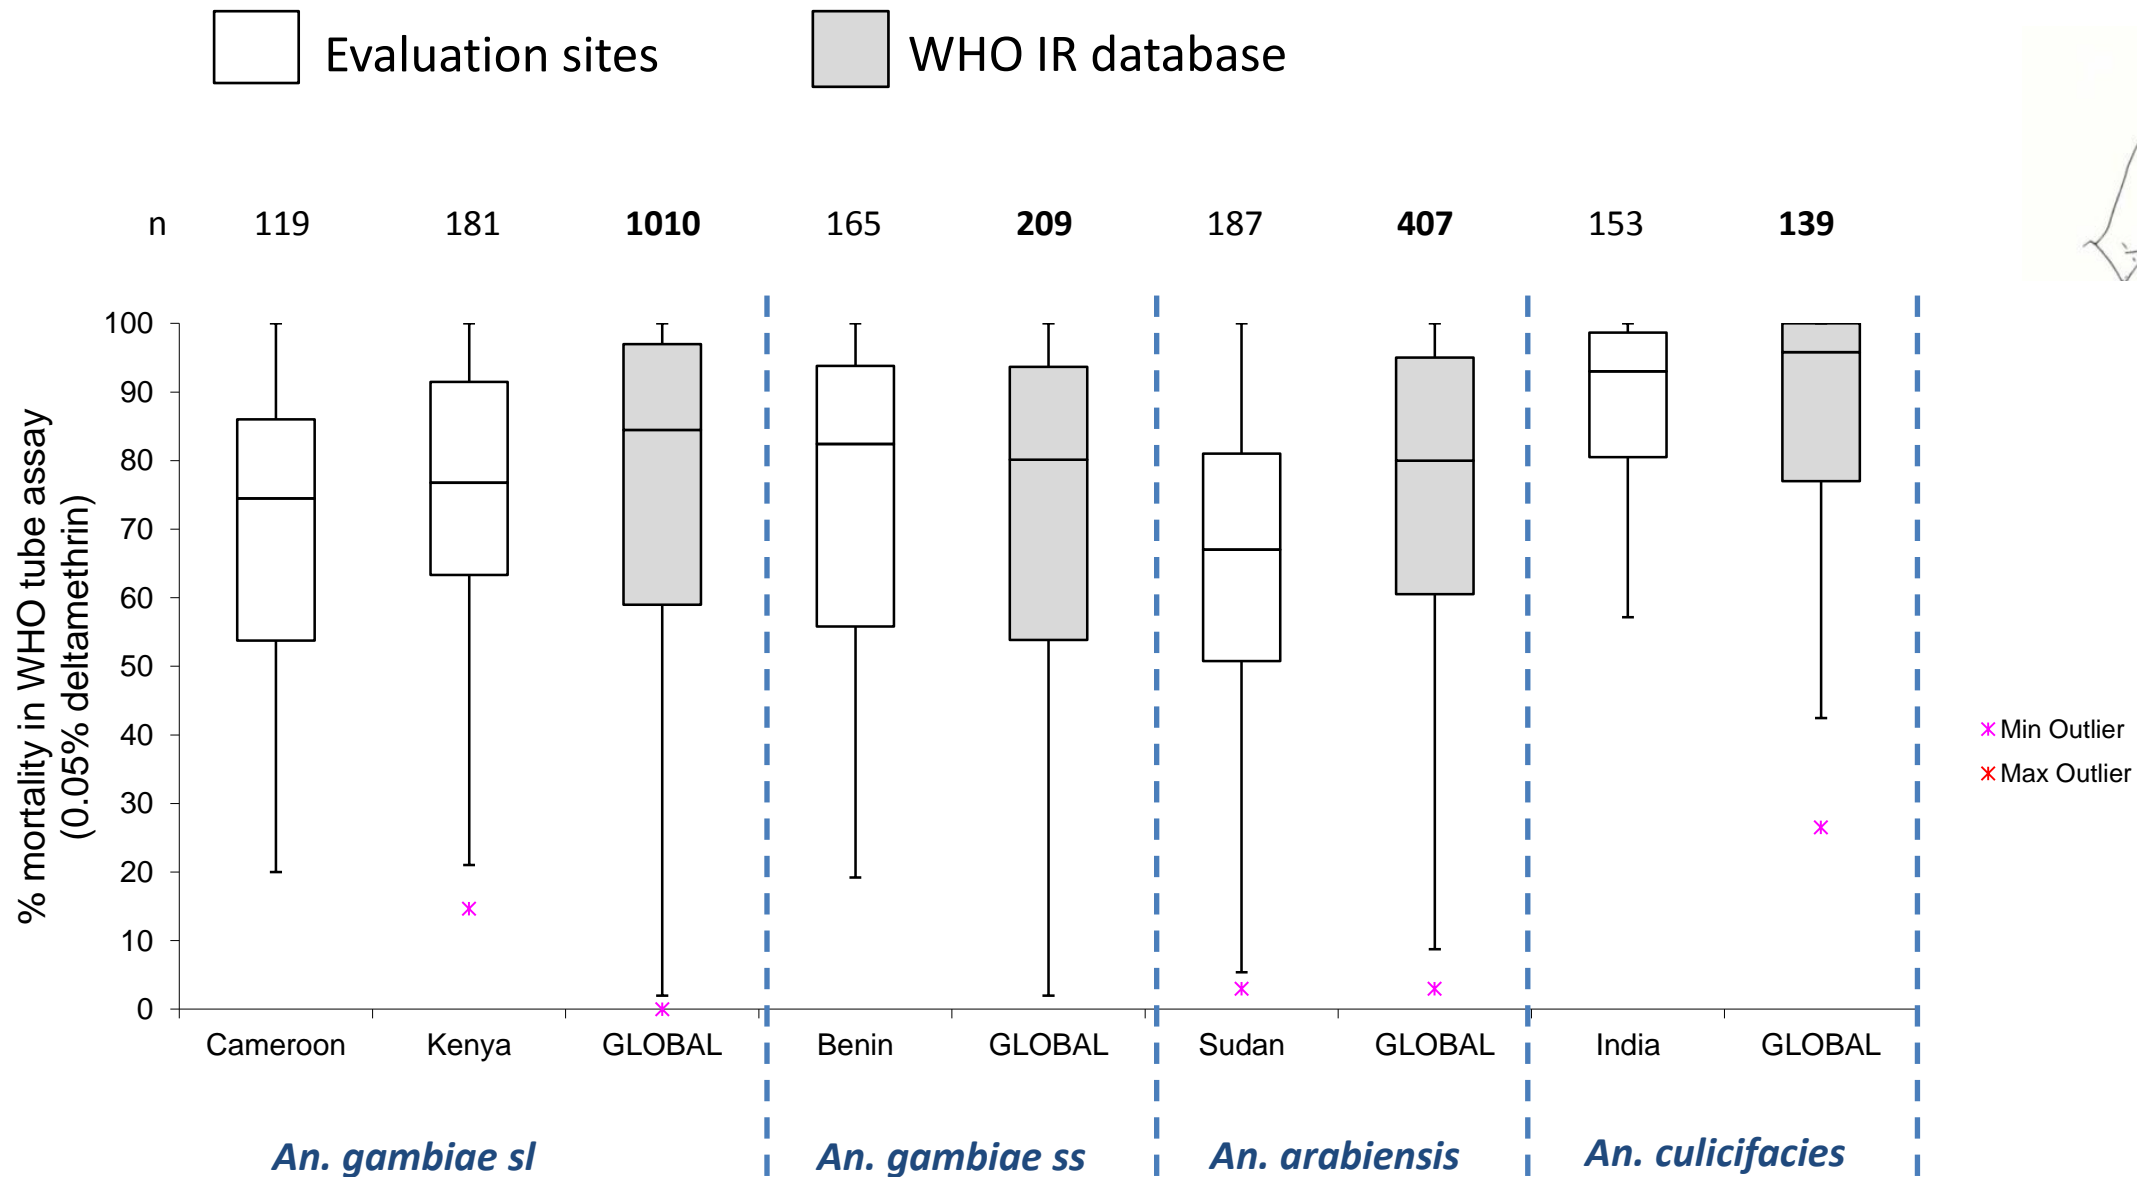 Evaluation sites
WHO IR database
n 119 181 1010 165 209 187 407 153 139
% mortality in WHO tube assay
(0.05% deltamethrin)
100
90
80
70
60
50
40
30
20
10
0
Cameroon Kenya GLOBAL Benin GLOBAL Sudan GLOBAL India GLOBAL
Min Outlier
Max Outlier
An. gambiae sl An. gambiae ss An. arabiensis An. culicifacies